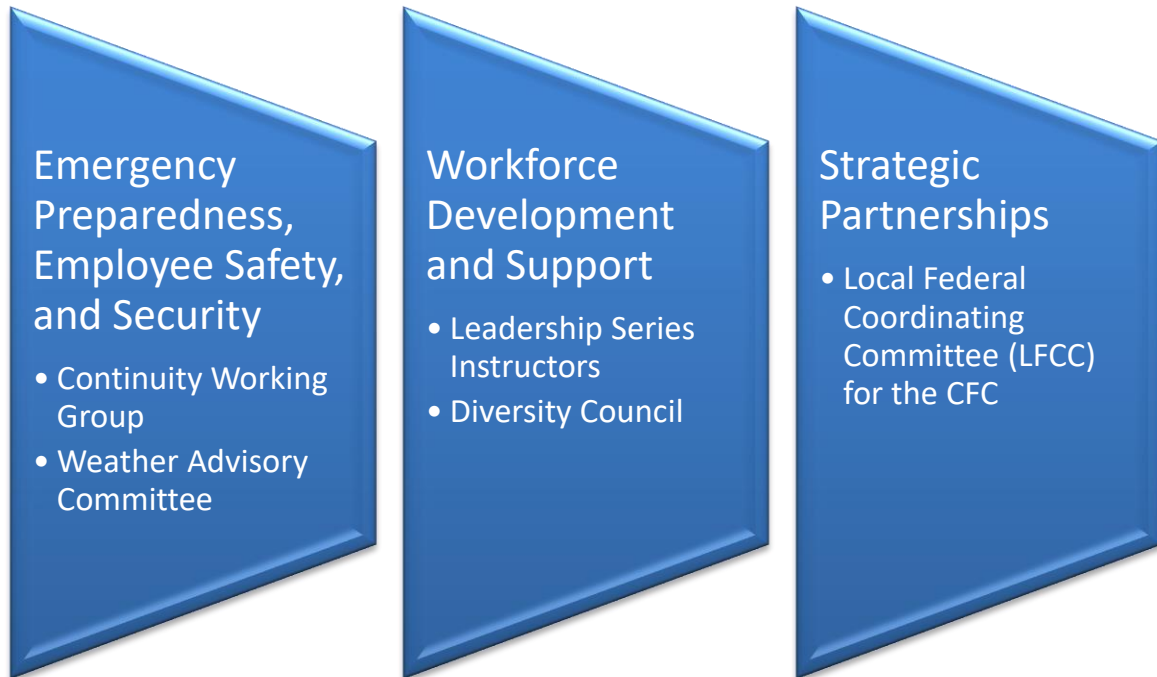 Emergency
Preparedness,
Employee Safety,
and Security
• Continuity Working
Group
• Weather Advisory
Committee
Workforce
Development
and Support
• Leadership Series
Instructors
• Diversity Council
Strategic
Partnerships
• Local Federal
Coordinating
Committee (LFCC)
for the CFC